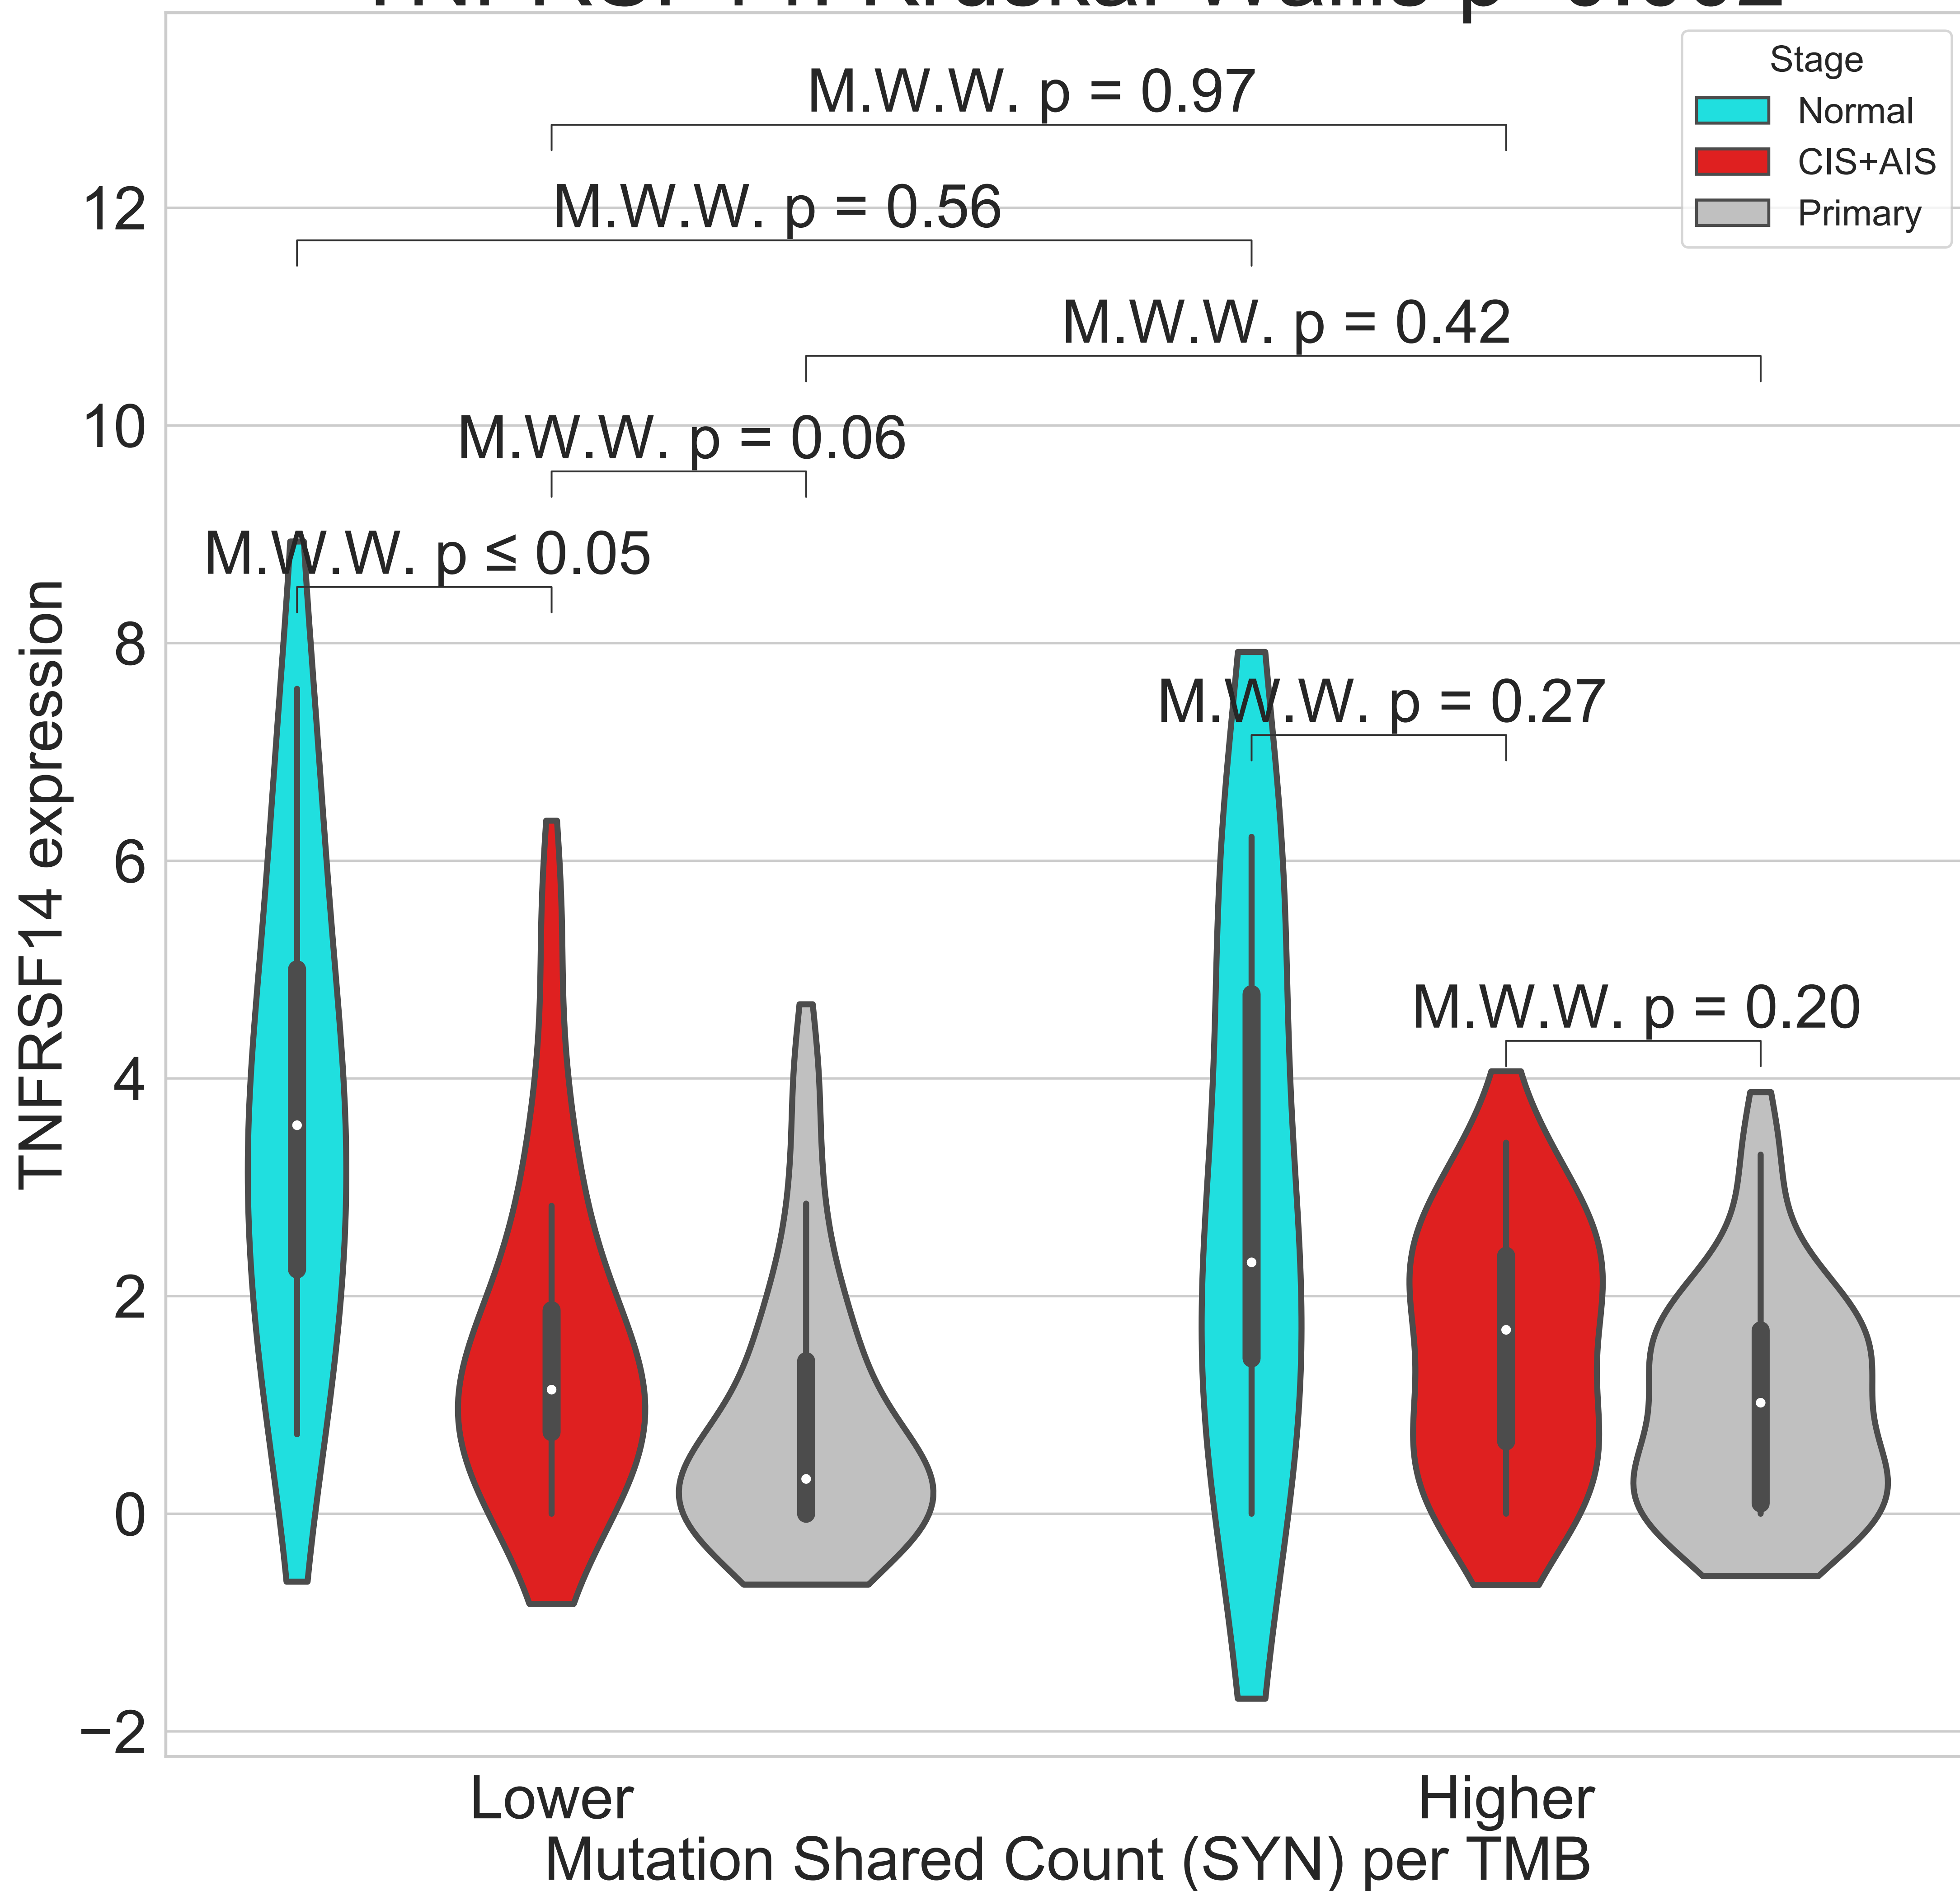 M.W.W. p = 0.97
Stage
Normal
CIS+AIS
Primary
M.W.W. p = 0.56
M.W.W. p = 0.42
M.W.W. p = 0.06
M.W.W. p ≤ 0.05
M.W.W. p = 0.27
M.W.W. p = 0.20
12
10
8
6
4
2
0
−2
TNFRSF14 expression
Lower
Higher
Mutation Shared Count (SYN) per TMB